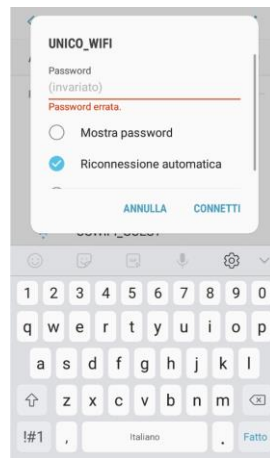 UNICO_WIFI
Password
(invariato)
Password errata.
Mostra password
Riconnessione automatica
ANNULLA CONNETTI
1 2 3 4 5 6 7 8 9 0
q w e r t y u i o p
a s d f g h j k l
z x c v b n m
!#1 , Italiano . Fatto